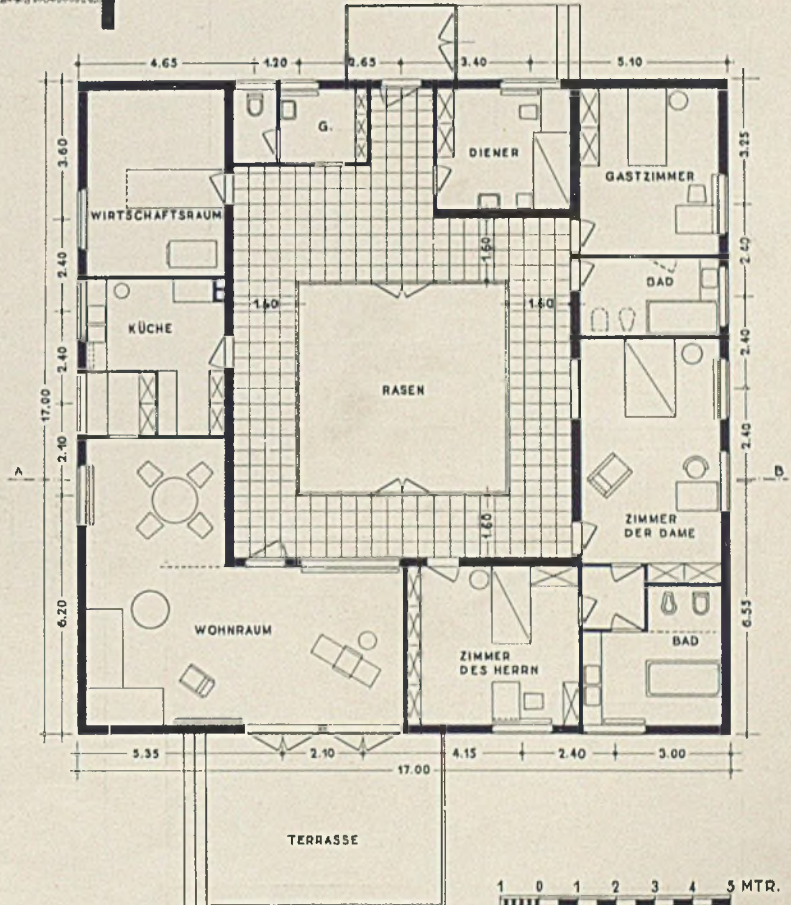 4.65 1.20 2.65 3.40 5.10
3.60
3.25
G.
DIENER
GASTZIMMER
WIRTSCHAFTSRAUM
2.40
1.60
2.40
BAD
1.60
1.60
KÜCHE
2.40
2.40
RASEN
17.00
2.10
2.40
A
B
1.60
ZIMMER
DER DAME
6.20
6.55
WOHNRAUM
BAD
ZIMMER
DES HERRN
5.35 2.10 4.15 2.40 3.00
17.00
TERRASSE
1 0 1 2 3 4 5 MTR.